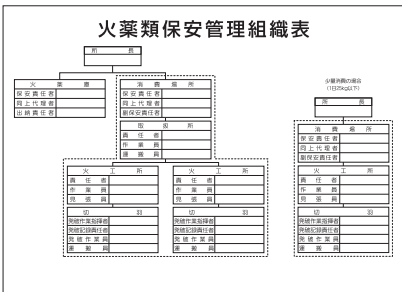 火薬類保安管理組織表
所長
火薬庫
保安責任者
同上代理者
出納責任者
消費場所
保安責任者
同上代理者
副保安責任者
取扱所
責任者
作業員
運搬員
火工所
責任者
作業員
見張員
切羽
発破作業指揮者
発破記録責任者
発破作業員
運搬員
火工所
責任者
作業員
見張員
切羽
発破作業指揮者
発破記録責任者
発破作業員
運搬員
少量消費の場合
(1日25kg以下)
所長
消費場所
保安責任者
同上代理者
副保安責任者
火工所
責任者
作業員
見張員
切羽
発破作業指揮者
発破記録責任者
発破作業員
運搬員